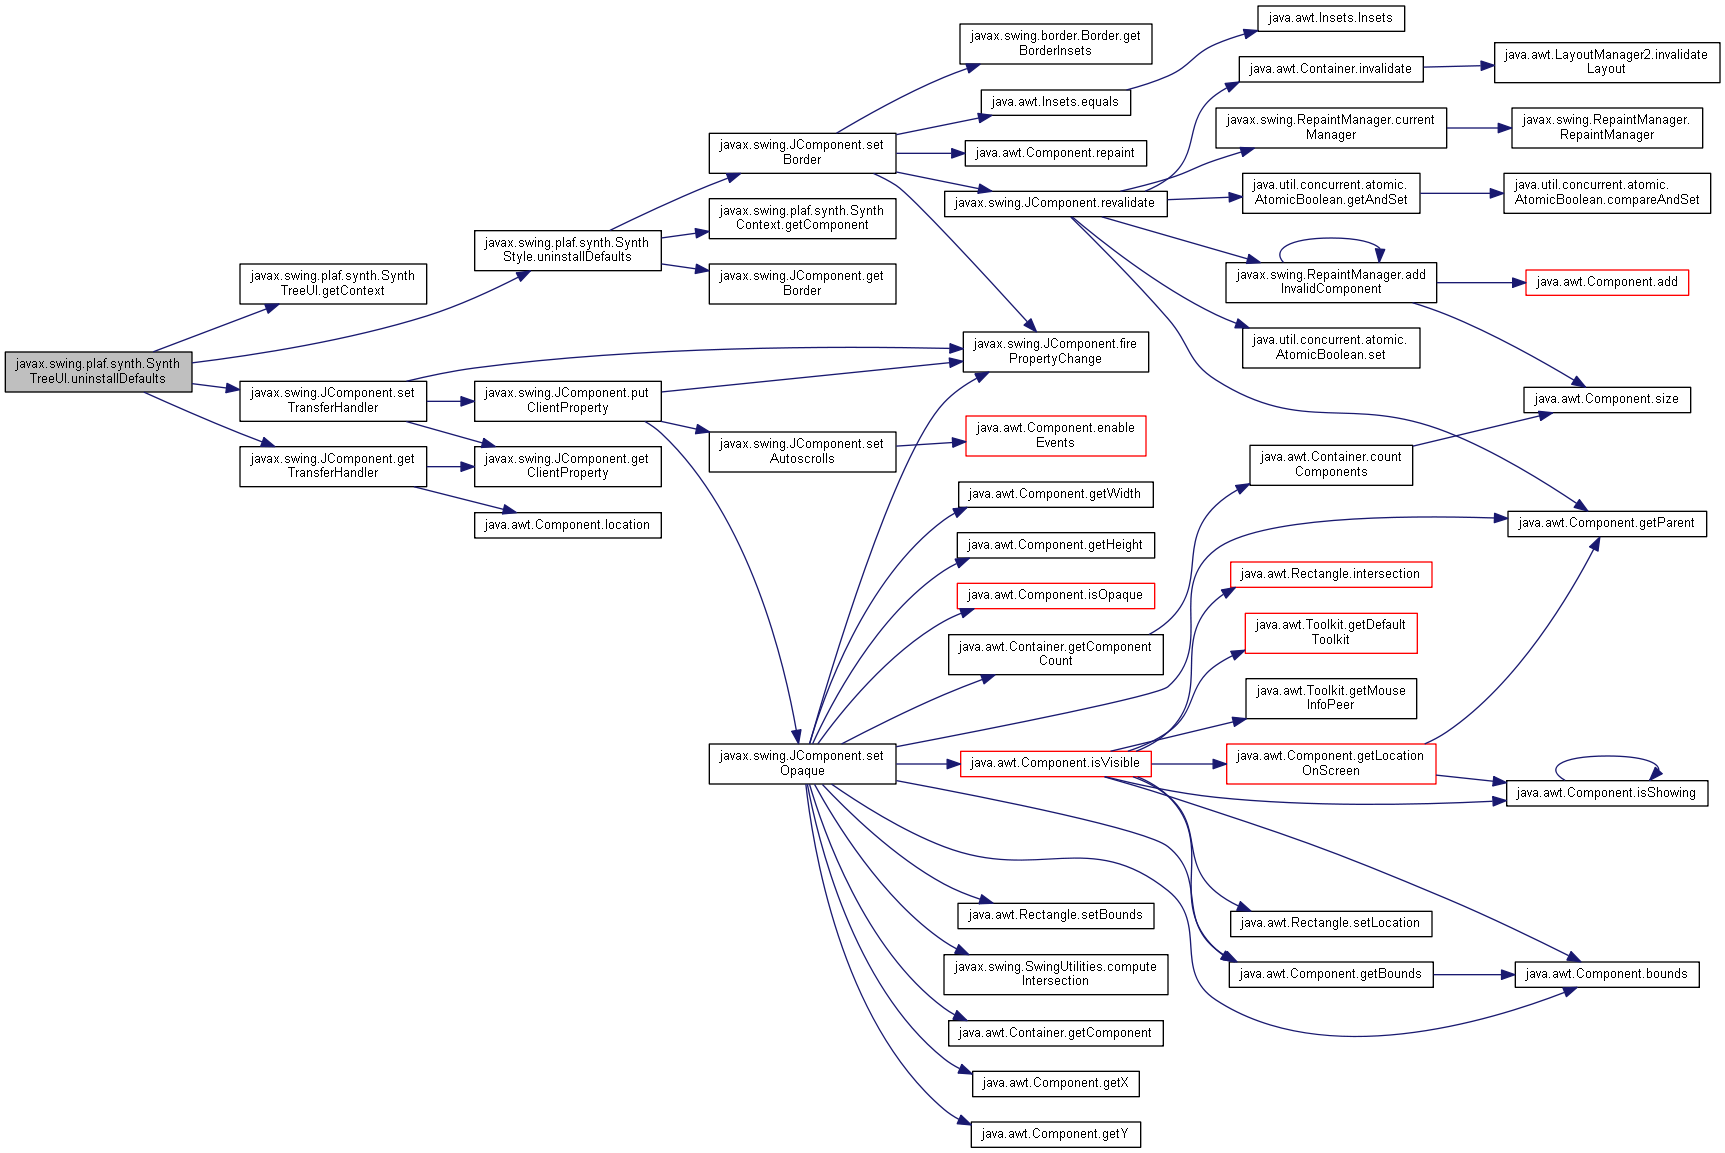 javax.swing.plaf.synth.Synth
TreeUI.uninstallDefaults
javax.swing.plaf.synth.Synth
TreeUI.getContext
javax.swing.JComponent.set
TransferHandler
javax.swing.JComponent.get
TransferHandler
javax.swing.plaf.synth.Synth
Style.uninstallDefaults
javax.swing.JComponent.put
ClientProperty
javax.swing.JComponent.get
ClientProperty
java.awt.Component.location
javax.swing.JComponent.set
Border
javax.swing.plaf.synth.Synth
Context.getComponent
javax.swing.JComponent.get
Border
javax.swing.JComponent.set
Autoscrolls
javax.swing.JComponent.set
Opaque
javax.swing.border.Border.get
BorderInsets
java.awt.Insets.equals
java.awt.Component.repaint
javax.swing.JComponent.revalidate
javax.swing.JComponent.fire
PropertyChange
java.awt.Component.enable
Events
java.awt.Component.getWidth
java.awt.Component.getHeight
java.awt.Component.isOpaque
java.awt.Container.getComponent
Count
java.awt.Component.isVisible
java.awt.Rectangle.setBounds
javax.swing.SwingUtilities.compute
Intersection
java.awt.Container.getComponent
java.awt.Component.getX
java.awt.Component.getY
java.awt.Insets.Insets
java.awt.Container.invalidate
javax.swing.RepaintManager.current
Manager
java.util.concurrent.atomic.
AtomicBoolean.getAndSet
javax.swing.RepaintManager.add
InvalidComponent
java.util.concurrent.atomic.
AtomicBoolean.set
java.awt.Container.count
Components
java.awt.Rectangle.intersection
java.awt.Toolkit.getDefault
Toolkit
java.awt.Toolkit.getMouse
InfoPeer
java.awt.Component.getLocation
OnScreen
java.awt.Rectangle.setLocation
java.awt.Component.getBounds
java.awt.LayoutManager2.invalidate
Layout
javax.swing.RepaintManager.
RepaintManager
java.util.concurrent.atomic.
AtomicBoolean.compareAndSet
java.awt.Component.add
java.awt.Component.size
java.awt.Component.getParent
java.awt.Component.isShowing
java.awt.Component.bounds